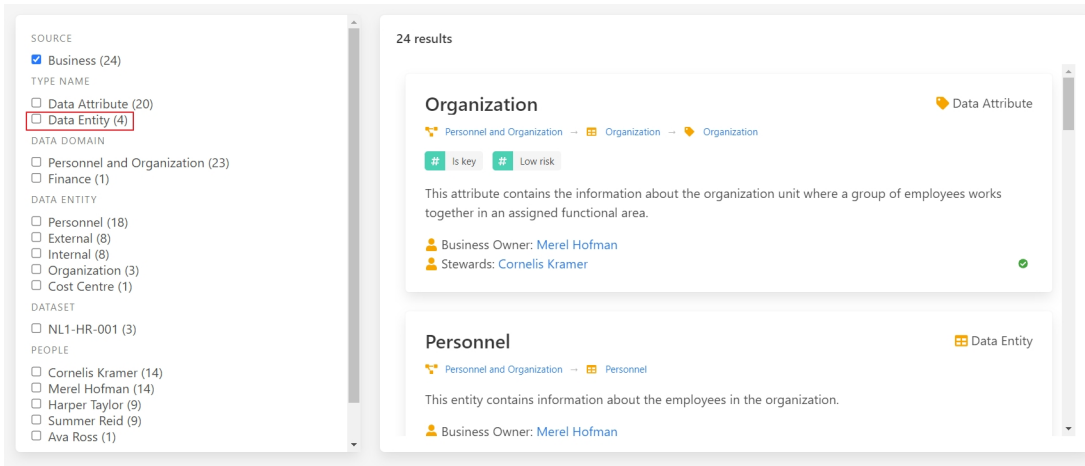 SOURCE
Business (24)
TYPE NAME
Data Attribute (20)
Data Entity (4)
DATA DOMAIN
Personnel and Organization (23)
Finance (1)
DATA ENTITY
Personnel (18)
External (8)
Internal (8)
Organization (3)
Cost Centre (1)
DATASET
NL1-HR-001 (3)
PEOPLE
Cornelis Kramer (14)
Merel Hofman (14)
Harper Taylor (9)
Summer Reid (9)
Ava Ross (1)
24 results
Organization
Data Attribute
Personnel and Organization → Organization → Organization
# Is key # Low risk
This attribute contains the information about the organization unit where a group of employees works
together in an assigned functional area.
Business Owner: Merel Hofman
Stewards: Cornelis Kramer
Personnel
Data Entity
Personnel and Organization → Personnel
This entity contains information about the employees in the organization.
Business Owner: Merel Hofman